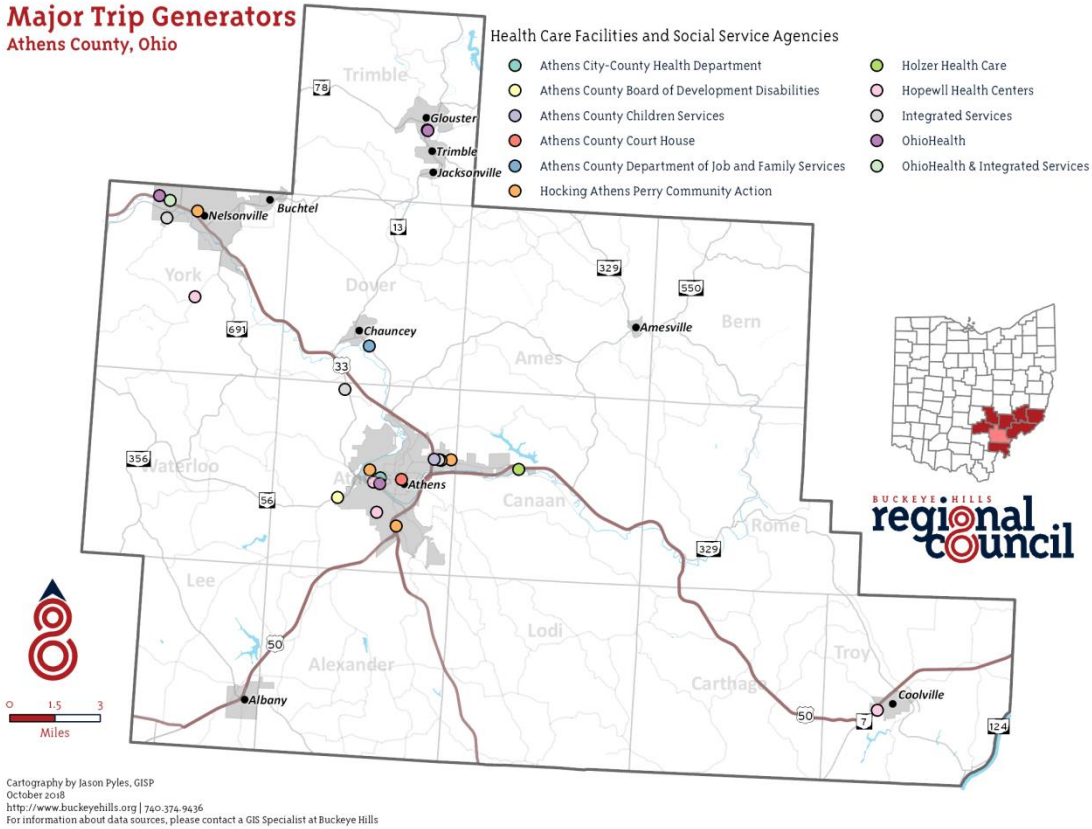 Major Trip Generators
Athens County, Ohio
Health Care Facilities and Social Service Agencies
Athens City-County Health Department
Athens County Board of Development Disabilities
Athens County Children Services
Athens County Court House
Athens County Department of Job and Family Services
Hocking Athens Perry Community Action
Holzer Health Care
Hopewll Health Centers
Integrated Services
OhioHealth
OhioHealth & Integrated Services
Trimble
78
Glouster
Trimble
Jacksonville
Buchtel
Nelsonville
13
York
Dover
329
550
691
Chauncey
Amesville
Bern
Ames
33
356
Waterloo
56
Athens
Canaan
Rome
329
Lee
Lodi
50
Alexander
Troy
Carthage
Albany
Coolville
50
7
124
BUCKEYE HILLS
regional
council
0 1.5 3
Miles
Cartography by Jason Pyles, GISP
October 2018
http://www.buckeyehills.org | 740.374.9436
For information about data sources, please contact a GIS Specialist at Buckeye Hills